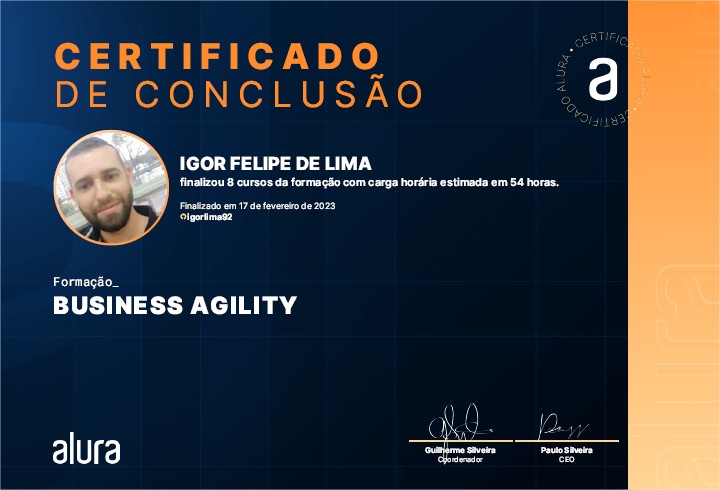 CERTIFICADO
DE CONCLUSÃO
CERTIFICADO ALURA • CERTIFICADO ALURA •
a
IGOR FELIPE DE LIMA
finalizou 8 cursos da formação com carga horária estimada em 54 horas.
Finalizado em 17 de fevereiro de 2023
igorlima92
Formação_
BUSINESS AGILITY
alura
Guilherme Silveira
Coordenador
Paulo Silveira
CEO
alura